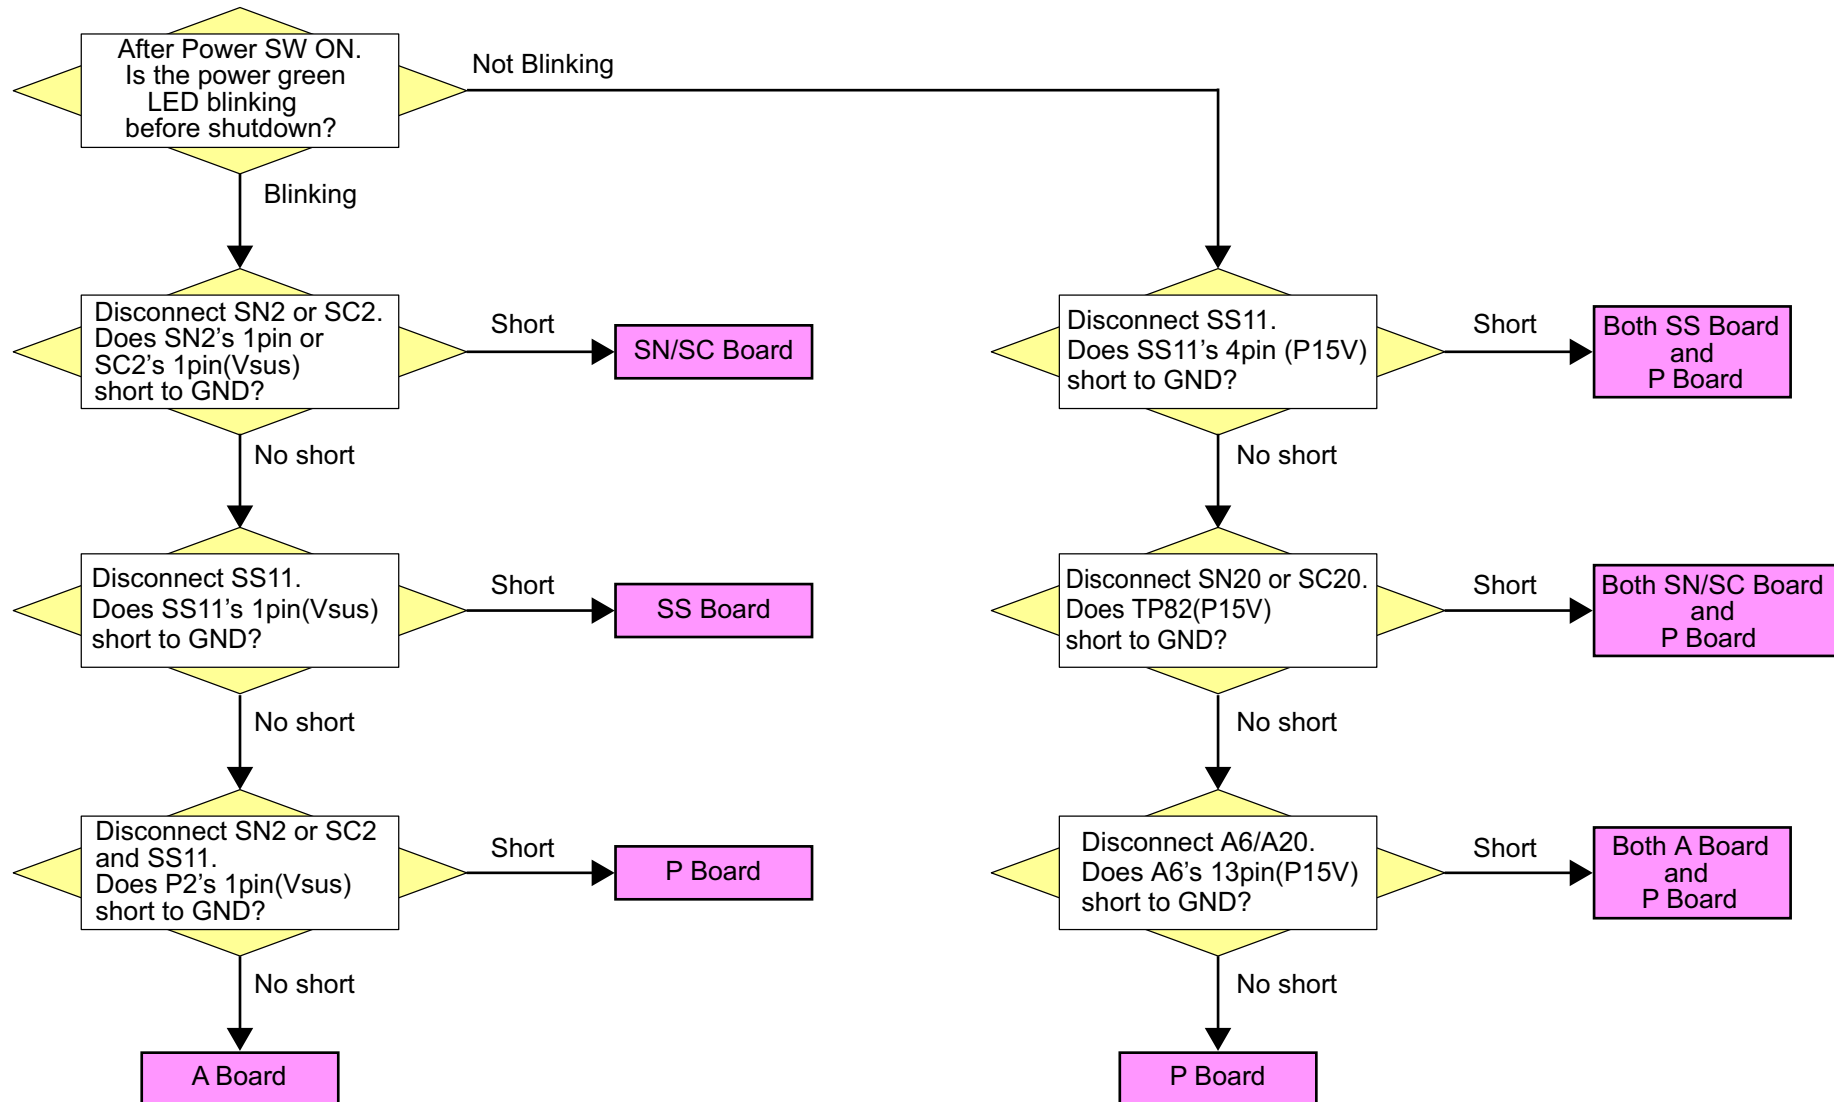 After Power SW ON.
Is the power green
LED blinking
before shutdown?
Not Blinking
Blinking
Disconnect SN2 or SC2.
Does SN2's 1pin or
SC2's 1pin(Vsus)
short to GND?
Short
SN/SC Board
No short
Disconnect SS11.
Does SS11's 1pin(Vsus)
short to GND?
Short
SS Board
No short
Disconnect SN2 or SC2
and SS11.
Does P2's 1pin(Vsus)
short to GND?
Short
P Board
No short
A Board
Disconnect SS11.
Does SS11's 4pin (P15V)
short to GND?
Short
Both SS Board
and
P Board
No short
Disconnect SN20 or SC20.
Does TP82(P15V)
short to GND?
Short
Both SN/SC Board
and
P Board
No short
Disconnect A6/A20.
Does A6's 13pin(P15V)
short to GND?
Short
Both A Board
and
P Board
No short
P Board